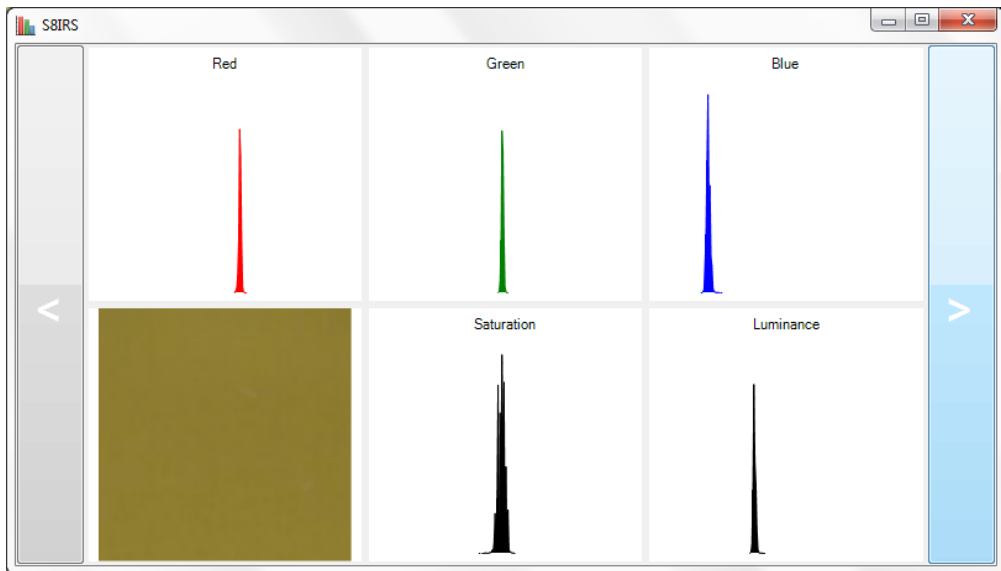 S8IRS
Red
Green
Blue
<
>
Saturation
Luminance